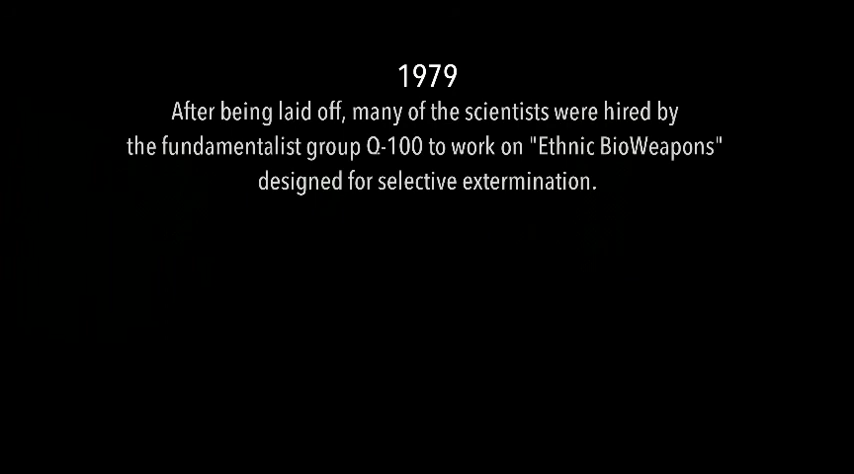 1979
After being laid off, many of the scientists were hired by
the fundamentalist group Q-100 to work on "Ethnic BioWeapons"
designed for selective extermination.